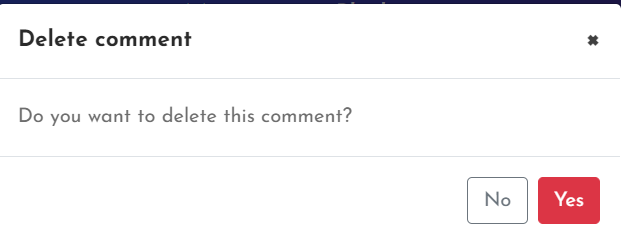 Delete comment
Do you want to delete this comment?
No
Yes